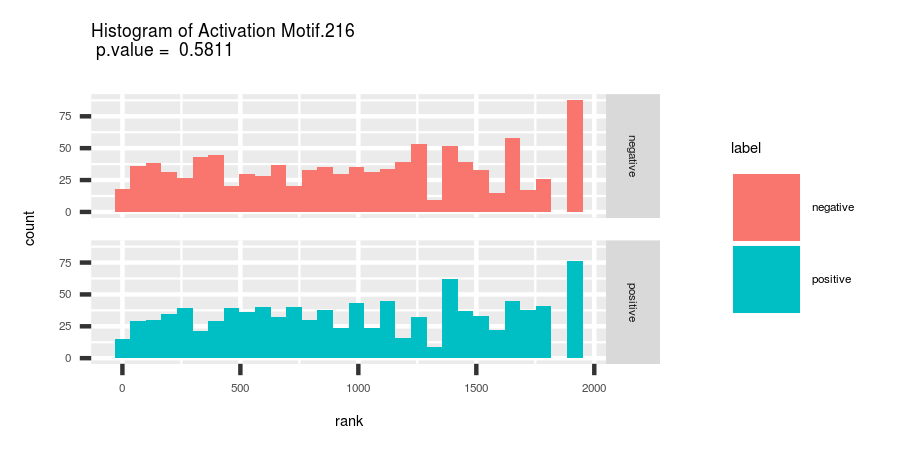 Histogram of Activation Motif.216
p.value = 0.5811
count
75
50
25
0
negative
75
50
25
0
positive
0 500 1000 1500 2000
rank
label
negative
positive